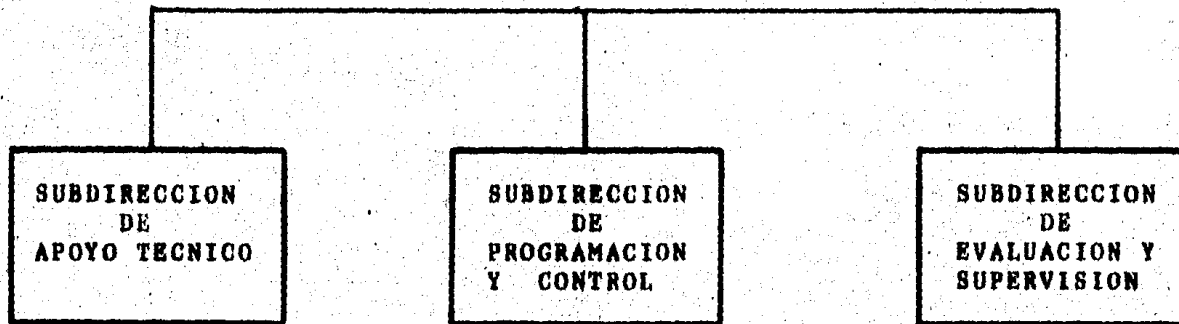 SUBDIRECCION
DE
APOYO TECNICO
SUBDIRECCION
DE
PROGRAMACION
Y CONTROL
SUBDIRECCION
DE
EVALUACION Y
SUPERVISION